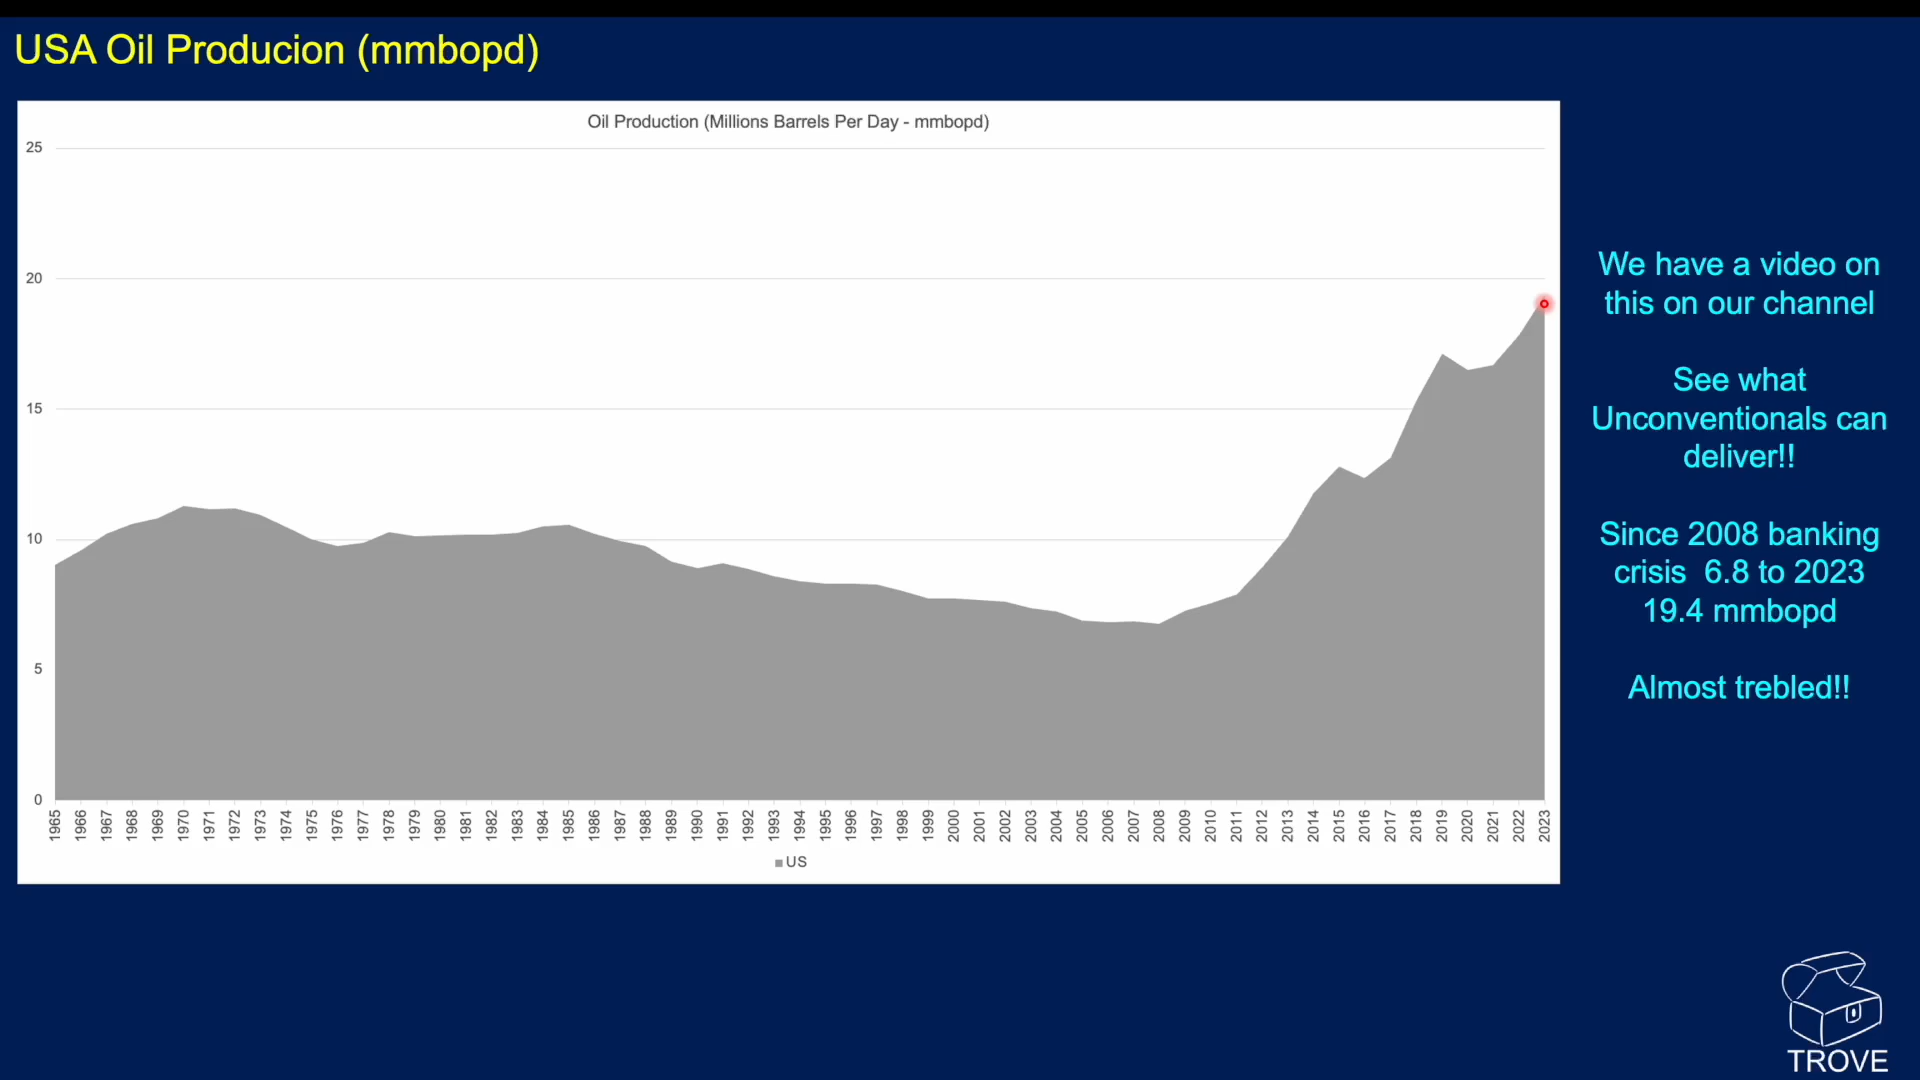 USA Oil Producion (mmbopd)
Oil Production (Millions Barrels Per Day - mmbopd)
25
20
15
10
5
0
1965 1966 1967 1968 1969 1970 1971 1972 1973 1974 1975 1976 1977 1978 1979 1980 1981 1982 1983 1984 1985 1986 1987 1988 1989 1990 1991 1992 1993 1994 1995 1996 1997 1998 1999 2000 2001 2002 2003 2004 2005 2006 2007 2008 2009 2010 2011 2012 2013 2014 2015 2016 2017 2018 2019 2020 2021 2022 2023
US
We have a video on
this on our channel
See what
Unconventionals can
deliver!!
Since 2008 banking
crisis 6.8 to 2023
19.4 mmbopd
Almost trebled!!
TROVE